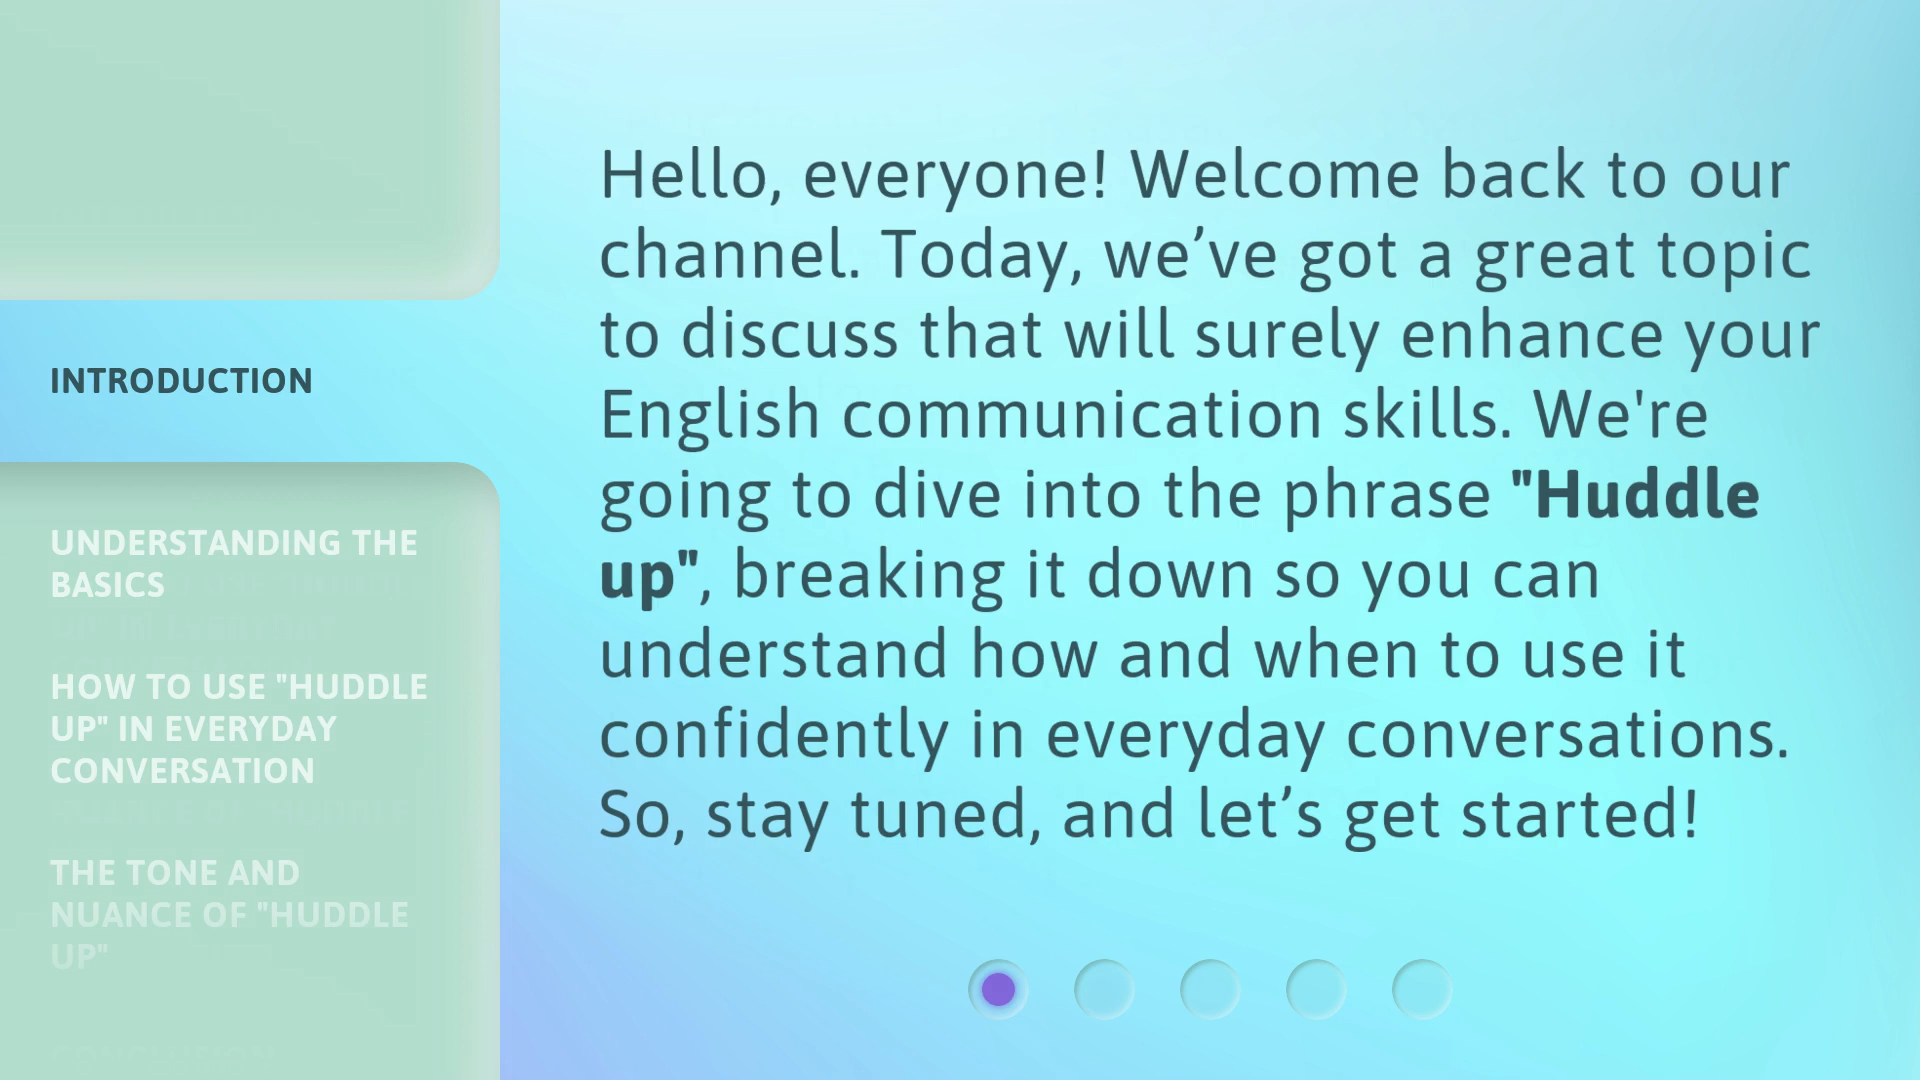 INTRODUCTION
UNDERSTANDING THE
BASICS
HOW TO USE "HUDDLE
UP" IN EVERYDAY
CONVERSATION
THE TONE AND
NUANCE OF "HUDDLE
UP"
Hello, everyone! Welcome back to our
channel. Today, we’ve got a great topic
to discuss that will surely enhance your
English communication skills. We're
going to dive into the phrase "Huddle
up", breaking it down so you can
understand how and when to use it
confidently in everyday conversations.
So, stay tuned, and let’s get started!